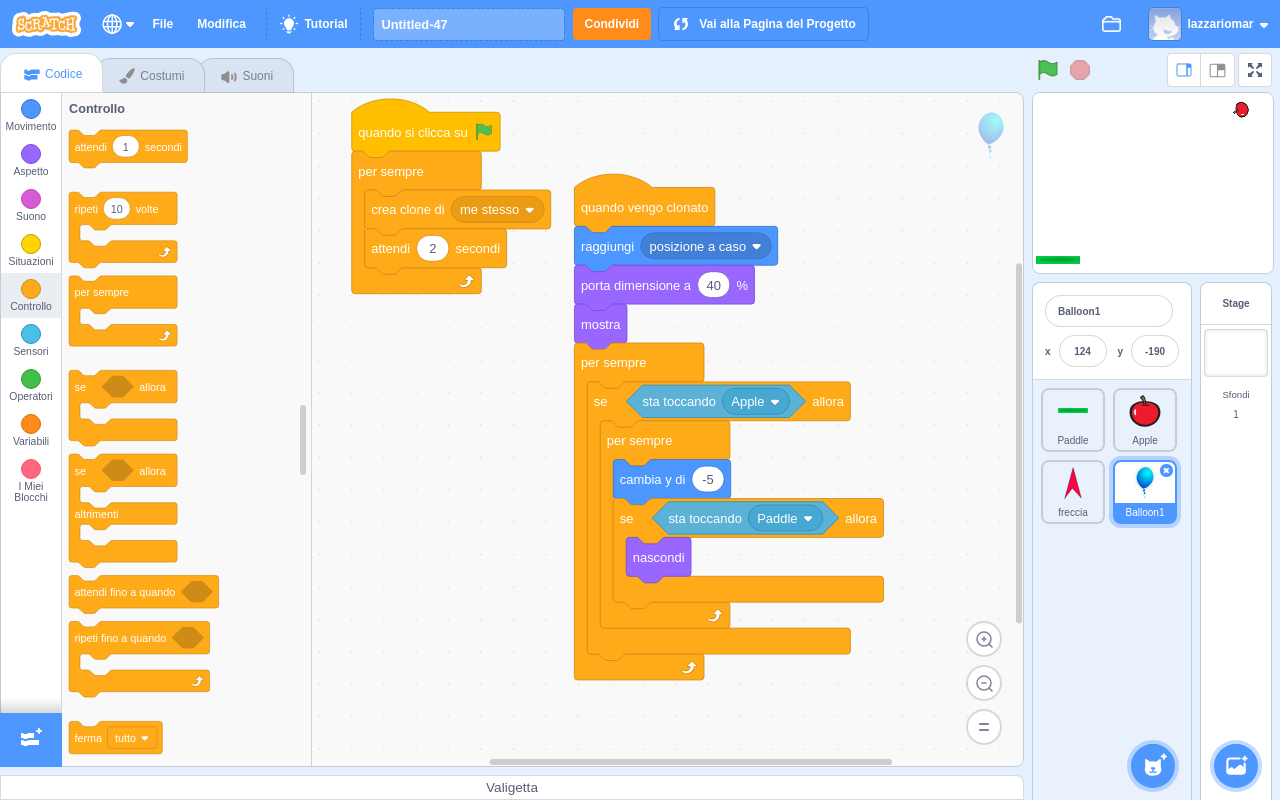 SCRATCH
File
Modifica
Tutorial
Untitled-47
Condividi
Vai alla Pagina del Progetto
lazzariomar
Codice
Costumi
Suoni
Movimento
Aspetto
Suono
Situazioni
Controllo
Sensori
Operatori
Variabili
I Miei
Blocchi
Controllo
attendi 1 secondi
ripeti 10 volte
per sempre
se allora
se allora
altrimenti
attendi fino a quando
ripeti fino a quando
ferma tutto
quando si clicca su
per sempre
crea clone di me stesso
attendi 2 secondi
quando vengo clonato
raggiungi posizione a caso
porta dimensione a 40 %
mostra
per sempre
se sta toccando Apple allora
per sempre
cambia y di -5
se sta toccando Paddle allora
nascondi
Valigetta
Balloon1
x 124 y -190
Paddle
Apple
freccia
Balloon1
Stage
Sfondi
1